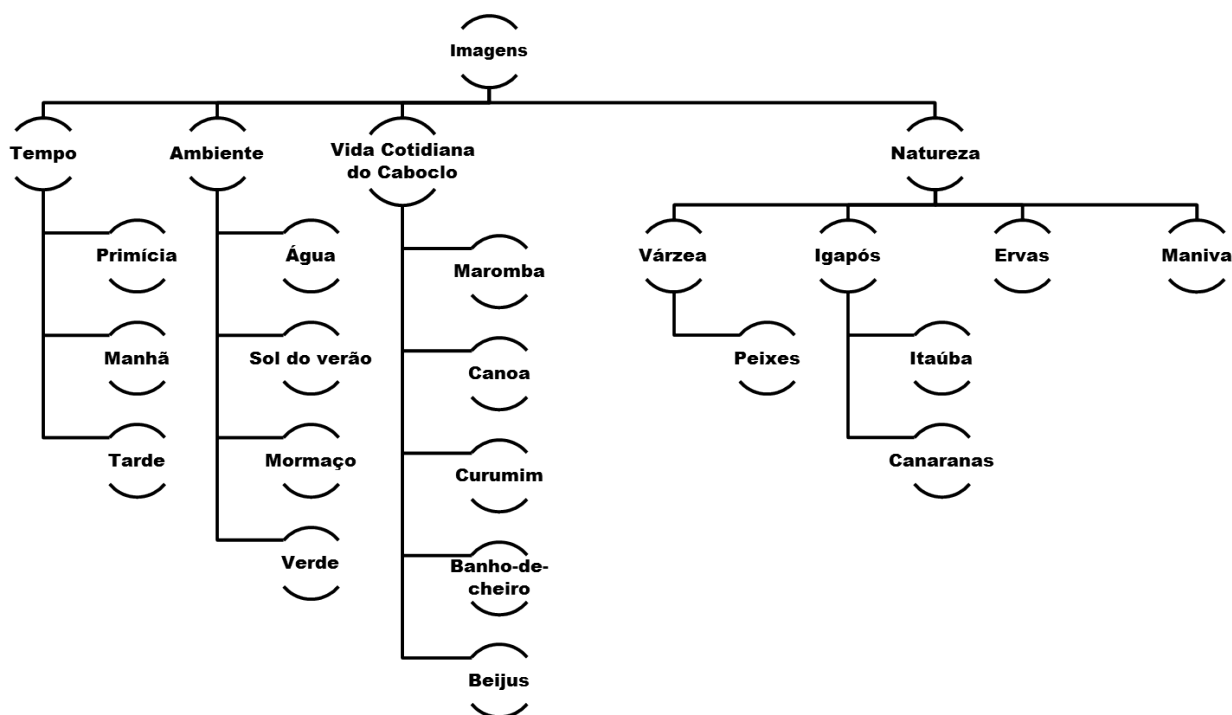 Imagens
Tempo
Ambiente
Vida Cotidiana
do Caboclo
Natureza
Primícia
Água
Maromba
Várzea
Igapós
Ervas
Maniva
Manhã
Sol do verão
Canoa
Peixes
Itaúba
Tarde
Mormaço
Curumim
Canaranas
Verde
Banho-de-
cheiro
Beijus